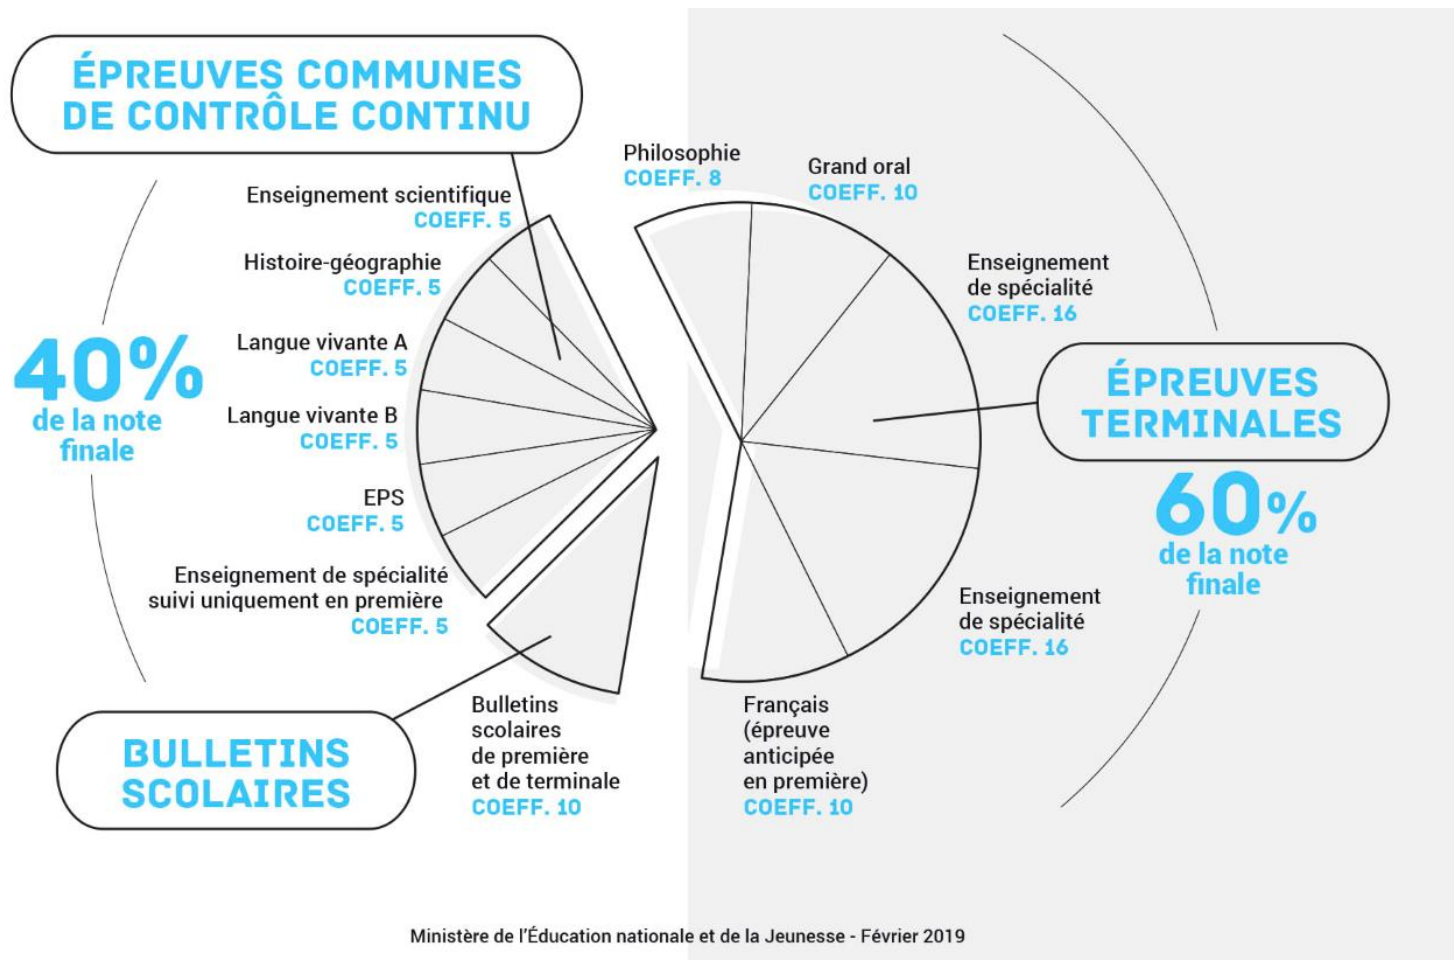 ÉPREUVES COMMUNES
DE CONTRÔLE CONTINU
Enseignement scientifique
COEFF. 5
Histoire-géographie
COEFF. 5
Langue vivante A
COEFF. 5
Langue vivante B
COEFF. 5
EPS
COEFF. 5
Enseignement de spécialité
suivi uniquement en première
COEFF. 5
40%
de la note
finale
BULLETINS
SCOLAIRES
Bulletins
scolaires
de première
et de terminale
COEFF. 10
Philosophie
COEFF. 8
Grand oral
COEFF. 10
Enseignement
de spécialité
COEFF. 16
ÉPREUVES
TERMINALES
60%
de la note
finale
Enseignement
de spécialité
COEFF. 16
Français
(épreuve
anticipée
en première)
COEFF. 10
Ministère de l'Éducation nationale et de la Jeunesse - Février 2019